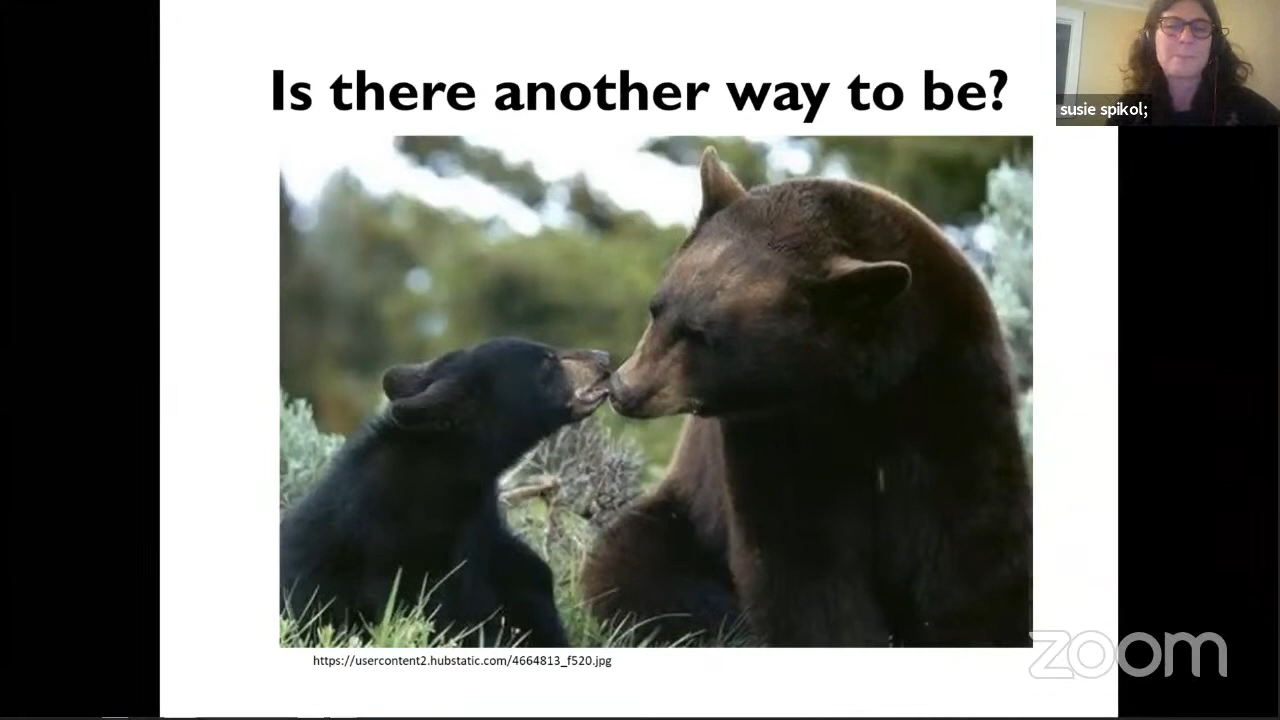 Is there another way to be?
susie spikol;
https://usercontent2.hubstatic.com/4664813_f520.jpg
zoom